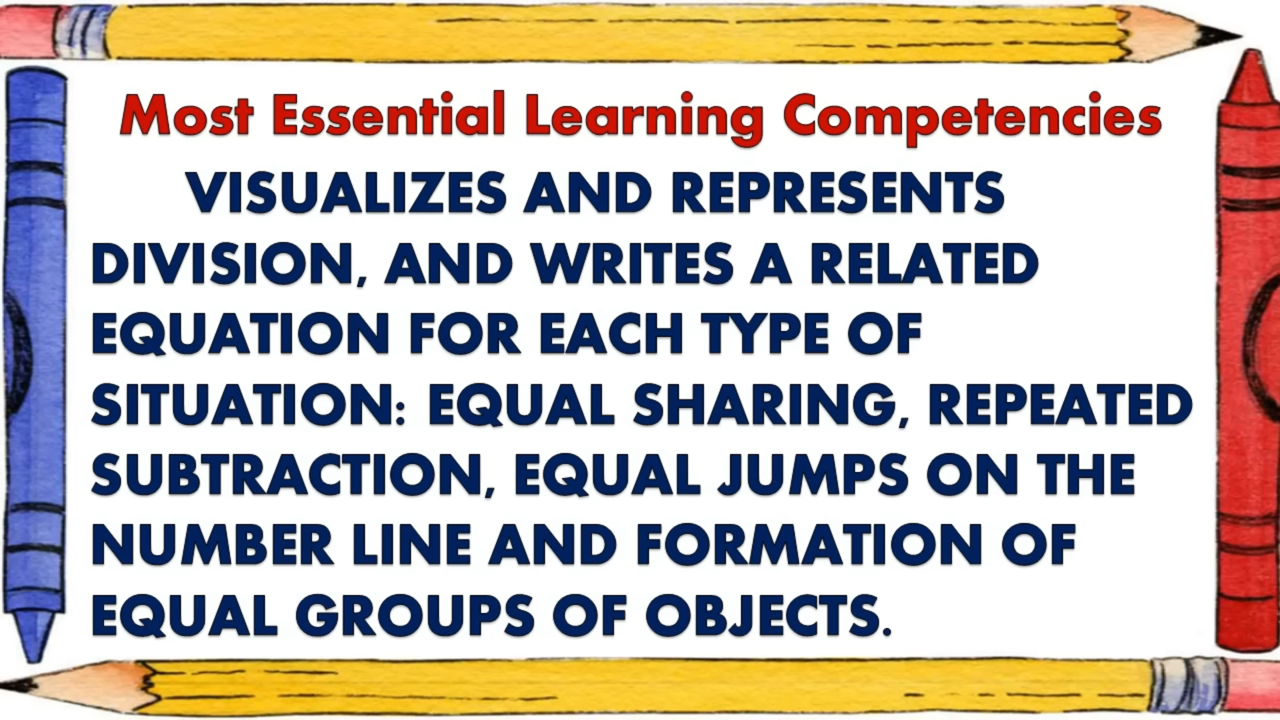 Most Essential Learning Competencies
VISUALIZES AND REPRESENTS
DIVISION, AND WRITES A RELATED
EQUATION FOR EACH TYPE OF
SITUATION: EQUAL SHARING, REPEATED
SUBTRACTION, EQUAL JUMPS ON THE
NUMBER LINE AND FORMATION OF
EQUAL GROUPS OF OBJECTS.